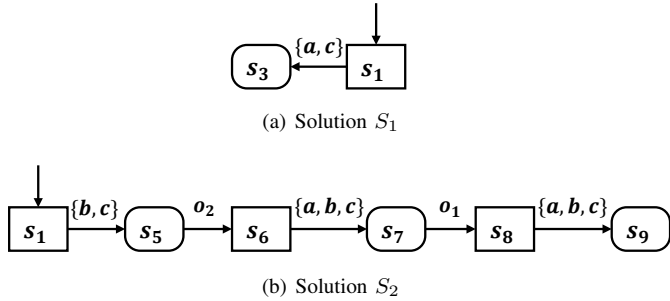 {a, c}
s₃ s₁
(a) Solution S₁
{b, c} o₂ {a, b, c} o₁ {a, b, c}
s₁ s₅ s₆ s₇ s₈ s₉
(b) Solution S₂